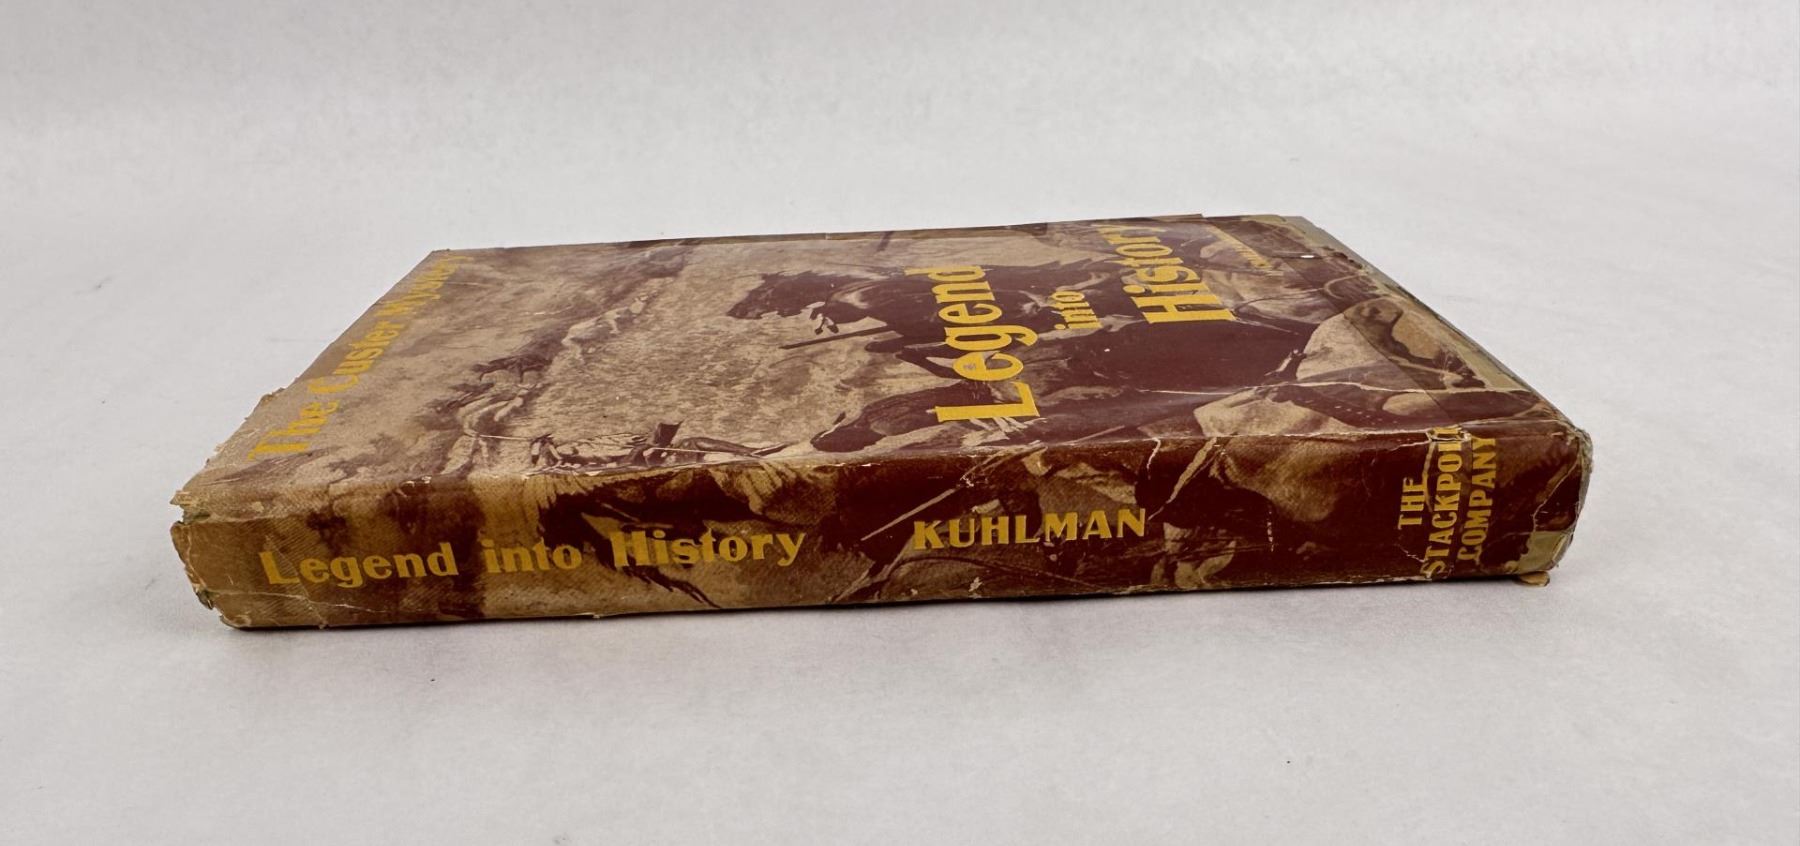 The Custer Mystery
Legend
into
History
Legend into History
KUHLMAN
THE
STACKPOLE
COMPANY